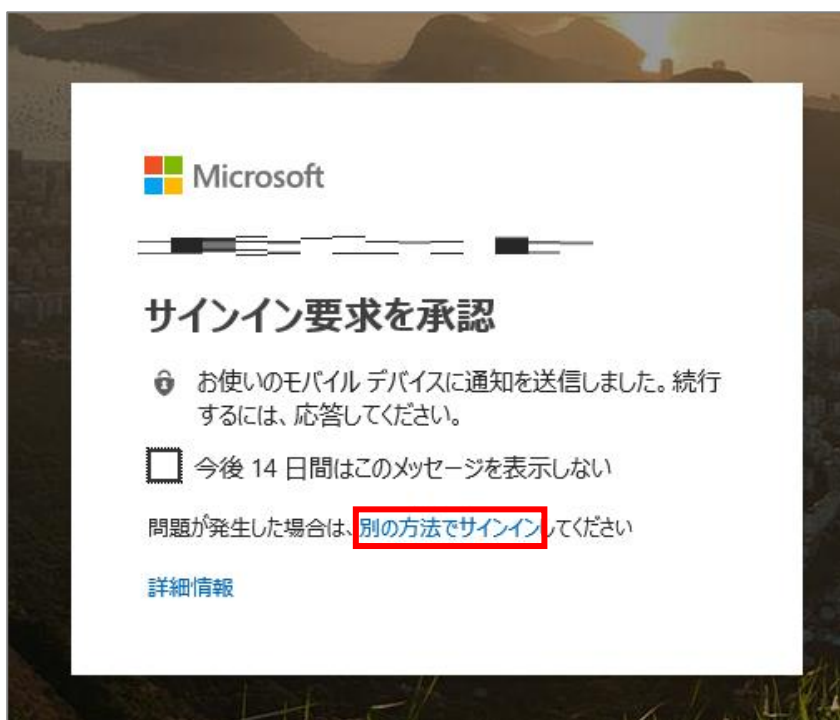 Microsoft
サインイン要求を承認
お使いのモバイル デバイスに通知を送信しました。続行
するには、応答してください。
今後 14 日間はこのメッセージを表示しない
問題が発生した場合は、別の方法でサインインしてください
詳細情報